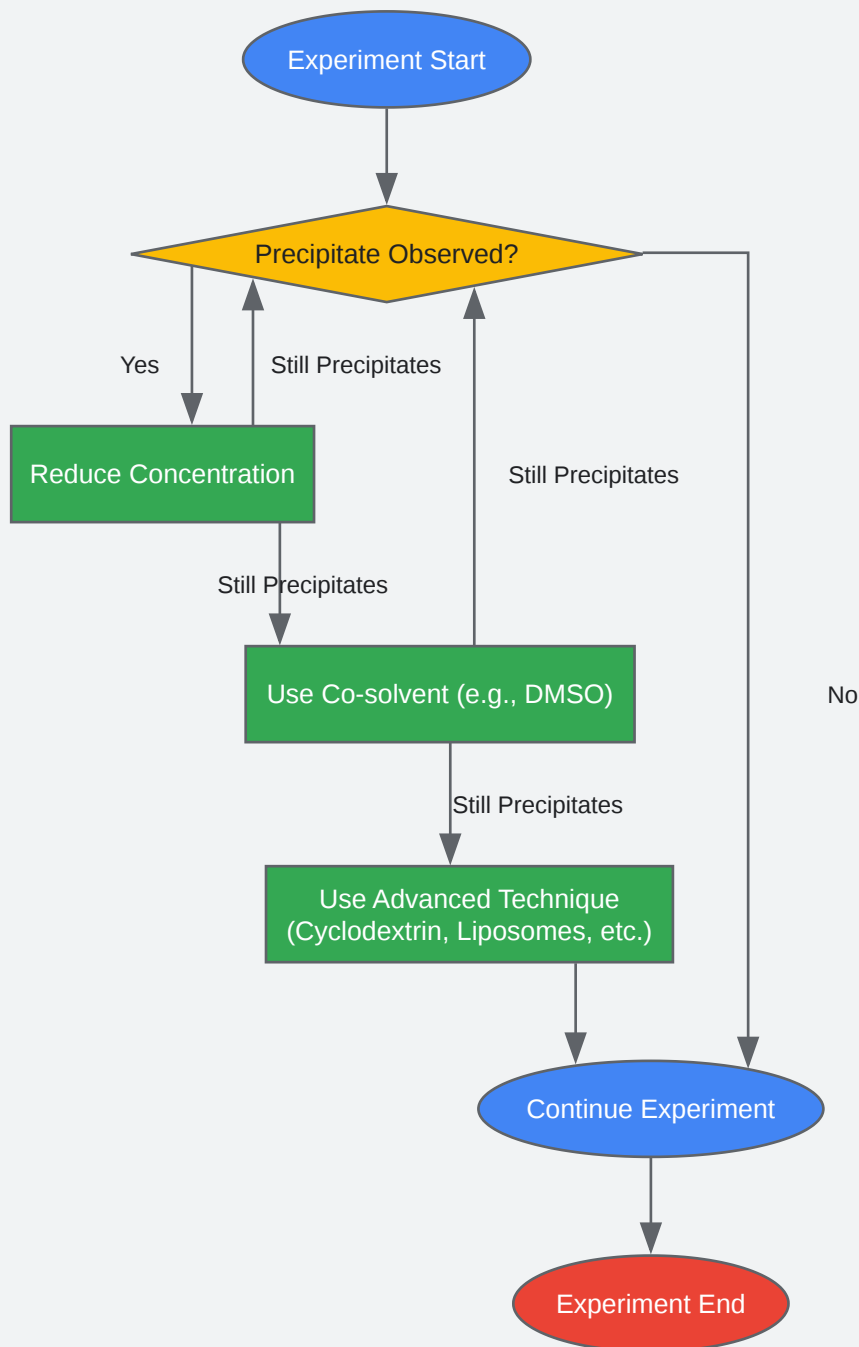 Experiment Start
Precipitate Observed?
Yes
Still Precipitates
Reduce Concentration
Still Precipitates
Still Precipitates
Use Co-solvent (e.g., DMSO)
No
Still Precipitates
Use Advanced Technique
(Cyclodextrin, Liposomes, etc.)
Continue Experiment
Experiment End